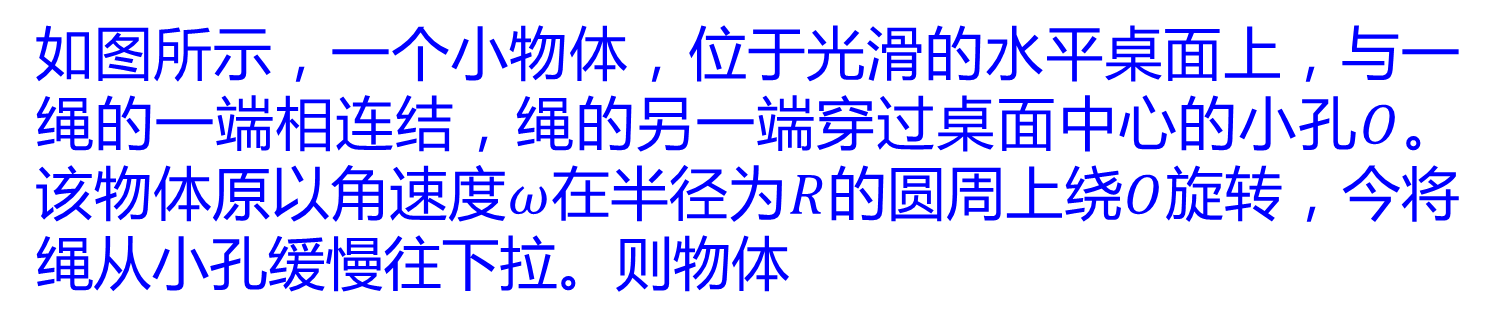 如图所示，一个小物体，位于光滑的水平桌面上，与一
绳的一端相连结，绳的另一端穿过桌面中心的小孔O。
该物体原以角速度ω在半径为R的圆周上绕O旋转，今将
绳从小孔缓慢往下拉。则物体